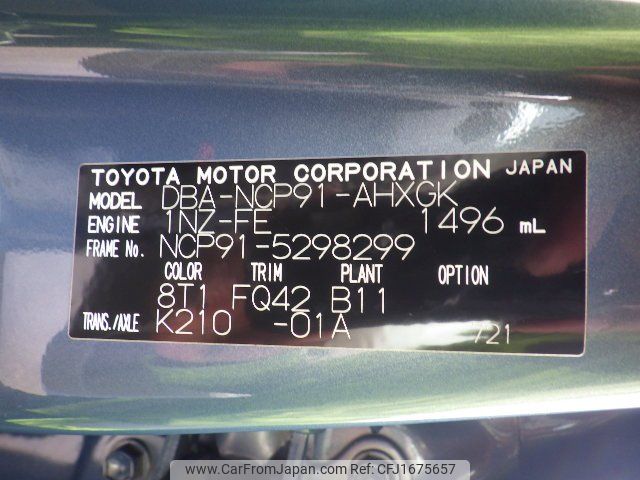 TOYOTA MOTOR CORPORATION JAPAN
MODEL DBA-NCP91-AHXGK
ENGINE 1NZ-FE 1496 mL
FRAME No. NCP91-5298299
COLOR TRIM PLANT OPTION
8T1 FQ42 B11
TRANS./AXLE K210 -01A
/21
www.CarFromJapan.com | CFJ1675657